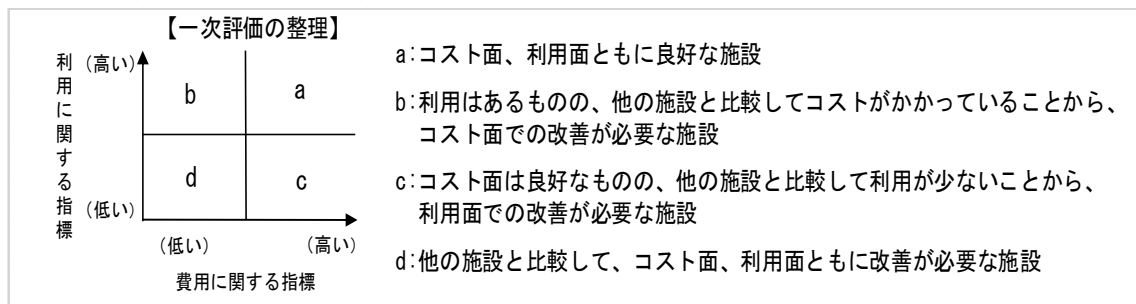 【一次評価の整理】
利用に関する指標
(高い)
(低い)
b
a
d
c
(低い)
(高い)
費用に関する指標
a:コスト面、利用面ともに良好な施設
b:利用はあるものの、他の施設と比較してコストがかかっていることから、
コスト面での改善が必要な施設
c:コスト面は良好なものの、他の施設と比較して利用が少ないことから、
利用面での改善が必要な施設
d:他の施設と比較して、コスト面、利用面ともに改善が必要な施設